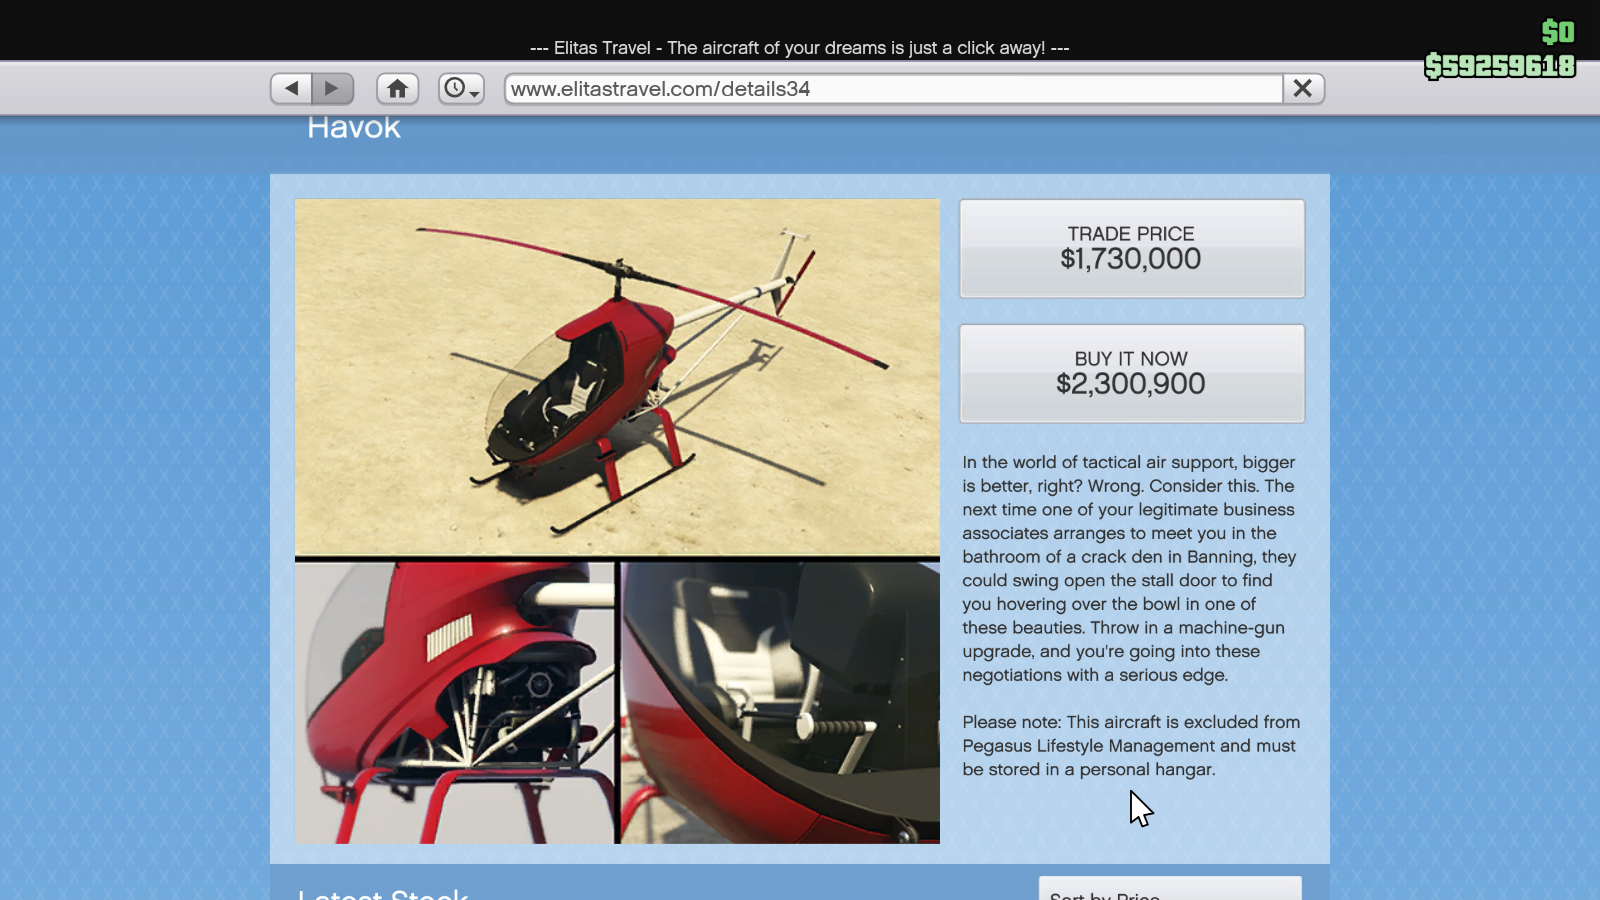 $0
--- Elitas Travel - The aircraft of your dreams is just a click away! ---
$59259618
www.elitastravel.com/details34
Havok
TRADE PRICE
$1,730,000
BUY IT NOW
$2,300,900
In the world of tactical air support, bigger
is better, right? Wrong. Consider this. The
next time one of your legitimate business
associates arranges to meet you in the
bathroom of a crack den in Banning, they
could swing open the stall door to find
you hovering over the bowl in one of
these beauties. Throw in a machine-gun
upgrade, and you're going into these
negotiations with a serious edge.
Please note: This aircraft is excluded from
Pegasus Lifestyle Management and must
be stored in a personal hangar.
Latest Stock
Sort by Price